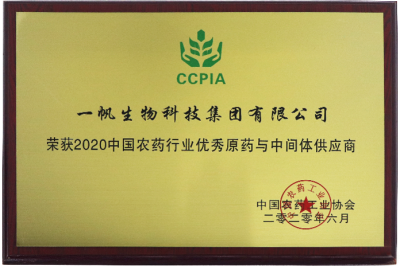 CCPIA
一帆生物科技集团有限公司
荣获2020中国农药行业优秀原药与中间体供应商
中国农药工业协会
二零二零年六月